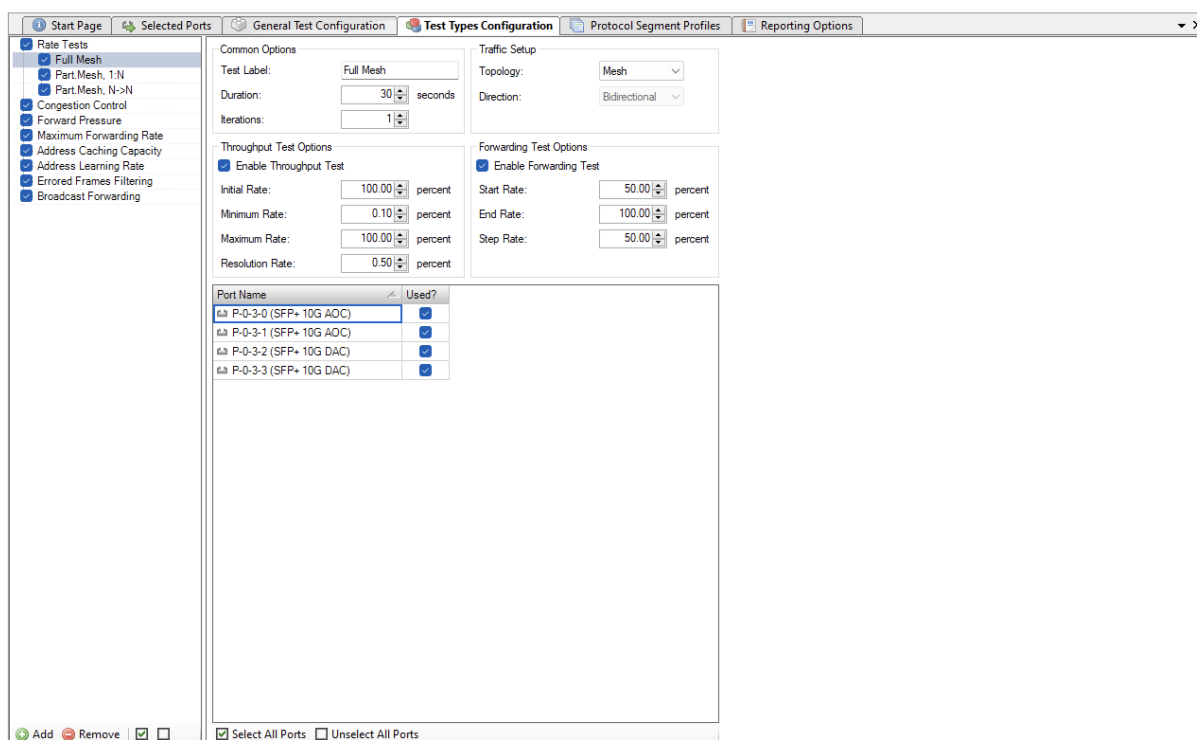 Start Page
Selected Ports
General Test Configuration
Test Types Configuration
Protocol Segment Profiles
Reporting Options
Rate Tests
Full Mesh
Part.Mesh, 1:N
Part.Mesh, N->N
Congestion Control
Forward Pressure
Maximum Forwarding Rate
Address Caching Capacity
Address Learning Rate
Errored Frames Filtering
Broadcast Forwarding
Add Remove
Common Options
Test Label: Full Mesh
Duration: 30 seconds
Iterations: 1
Traffic Setup
Topology: Mesh
Direction: Bidirectional
Throughput Test Options
Enable Throughput Test
Initial Rate: 100.00 percent
Minimum Rate: 0.10 percent
Maximum Rate: 100.00 percent
Resolution Rate: 0.50 percent
Forwarding Test Options
Enable Forwarding Test
Start Rate: 50.00 percent
End Rate: 100.00 percent
Step Rate: 50.00 percent
Port Name Used?
P-0-3-0 (SFP+ 10G AOC)
P-0-3-1 (SFP+ 10G AOC)
P-0-3-2 (SFP+ 10G DAC)
P-0-3-3 (SFP+ 10G DAC)
Select All Ports Unselect All Ports